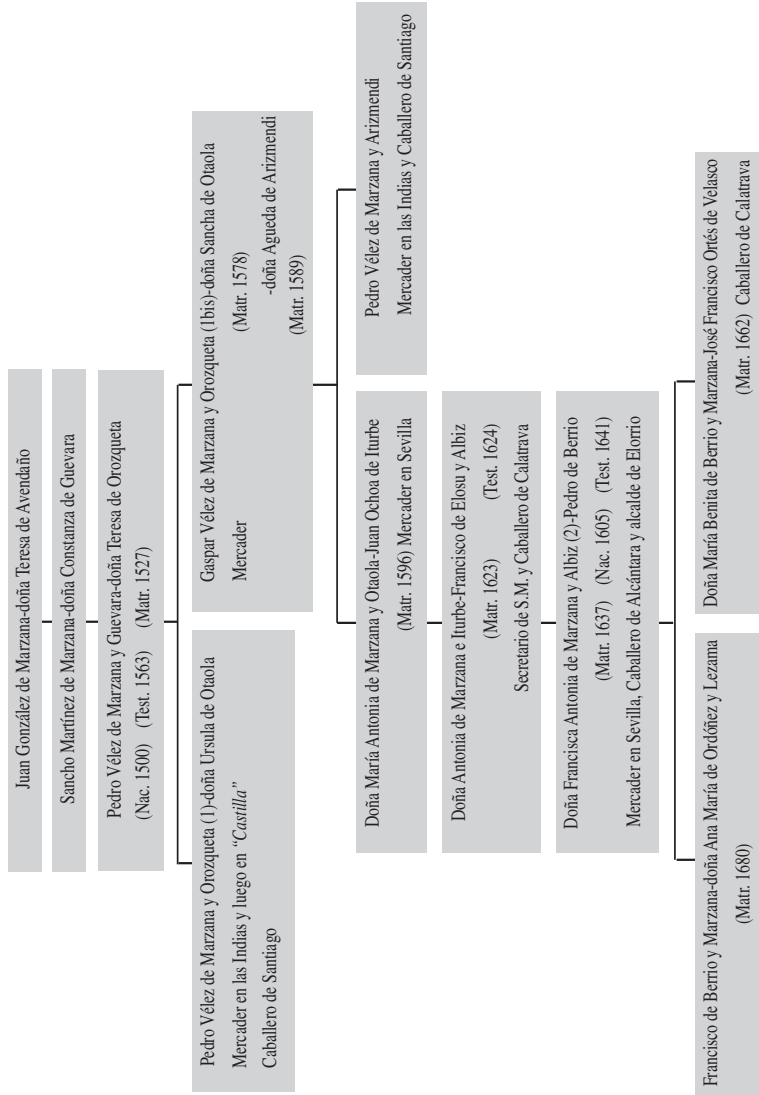 Juan González de Marzana-doña Teresa de Avendaño
Sancho Martínez de Marzana-doña Constanza de Guevara
Pedro Vélez de Marzana y Guevara-doña Teresa de Orozqueta
(Nac. 1500) (Test. 1563) (Matr. 1527)
Pedro Vélez de Marzana y Orozqueta (1)-doña Ursula de Otaola
Mercader en las Indias y luego en "Castilla"
Caballero de Santiago
Gaspar Vélez de Marzana y Orozqueta (1bis)-doña Sancha de Otaola
Mercader (Matr. 1578)
-doña Agueda de Arizmendi
(Matr. 1589)
Doña María Antonia de Marzana y Otaola-Juan Ochoa de Iturbe
(Matr. 1596) Mercader en Sevilla
Pedro Vélez de Marzana y Arizmendi
Mercader en las Indias y Caballero de Santiago
Doña Antonia de Marzana e Iturbe-Francisco de Elosu y Albiz
(Matr. 1623) (Test. 1624)
Secretario de S.M. y Caballero de Calatrava
Doña Francisca Antonia de Marzana y Albiz (2)-Pedro de Berrio
(Matr. 1637) (Nac. 1605) (Test. 1641)
Mercader en Sevilla, Caballero de Alcántara y alcalde de Elorrio
Francisco de Berrio y Marzana-doña Ana María de Ordóñez y Lezama
(Matr. 1680)
Doña María Benita de Berrio y Marzana-José Francisco Ortés de Velasco
(Matr. 1662) Caballero de Calatrava